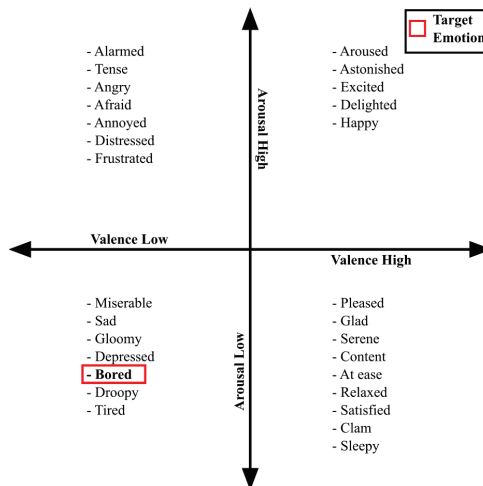 Target
Emotion
- Alarmed
- Tense
- Angry
- Afraid
- Annoyed
- Distressed
- Frustrated
- Aroused
- Astonished
- Excited
- Delighted
- Happy
Arousal High
Valence Low
Valence High
- Miserable
- Sad
- Gloomy
- Depressed
- Bored
- Droopy
- Tired
Arousal Low
- Pleased
- Glad
- Serene
- Content
- At ease
- Relaxed
- Satisfied
- Clam
- Sleepy